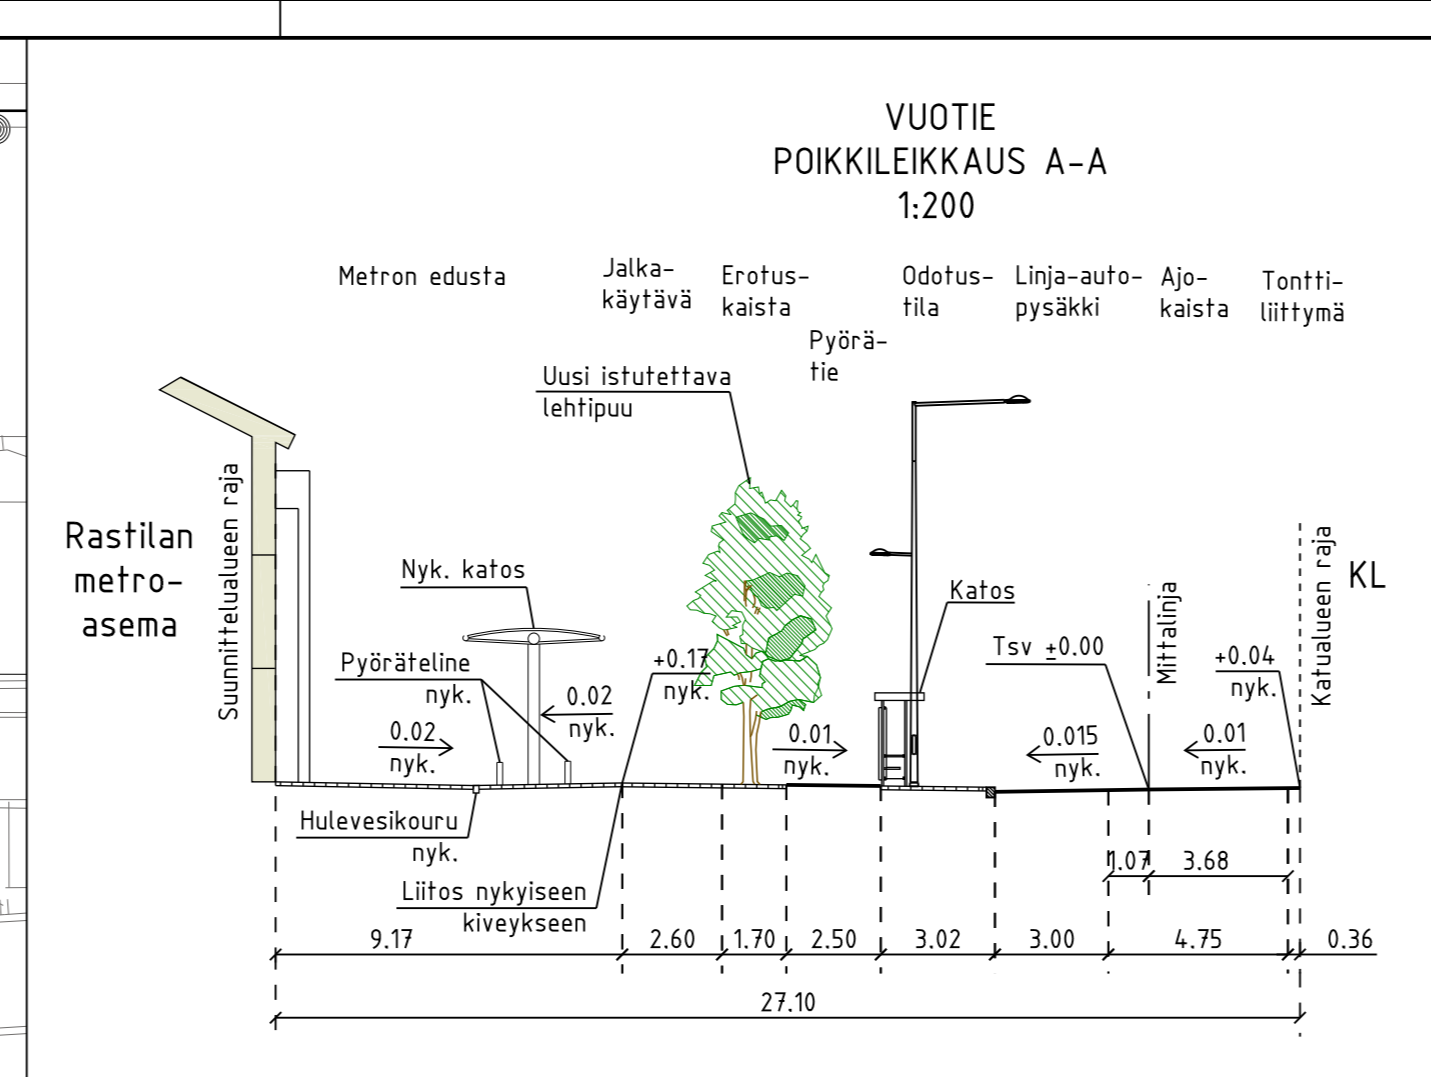 VUOTIE
POIKKILEIKKAUS A-A
1:200
Metron edusta
Jalka-
käytävä
Erotus-
kaista
Pyörä-
tie
Odotus-
tila
Linja-auto-
pysäkki
Ajo-
kaista
Tontti-
liittymä
Uusi istutettava
lehtipuu
Rastilan
metro-
asema
Suunnittelualueen raja
Nyk. katos
Pyöräteline
nyk.
0.02
nyk.
0.02
nyk.
+0.17
nyk.
0.01
nyk.
Katos
Tsv ±0.00
Mittalinja
+0.04
nyk.
Katualueen raja
KL
0.015
nyk.
0.01
nyk.
Hulevesikouru
nyk.
Liitos nykyiseen
kiveykseen
1.07
3.68
9.17
2.60
1.70
2.50
3.02
3.00
4.75
0.36
27.10